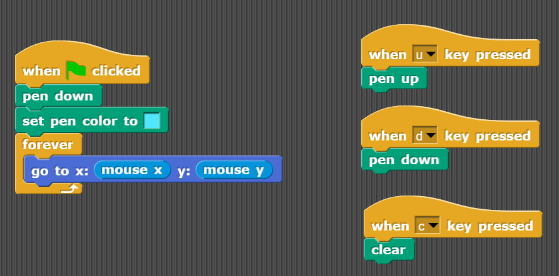 when clicked
pen down
set pen color to
forever
go to x: mouse x y: mouse y
when u key pressed
pen up
when d key pressed
pen down
when c key pressed
clear